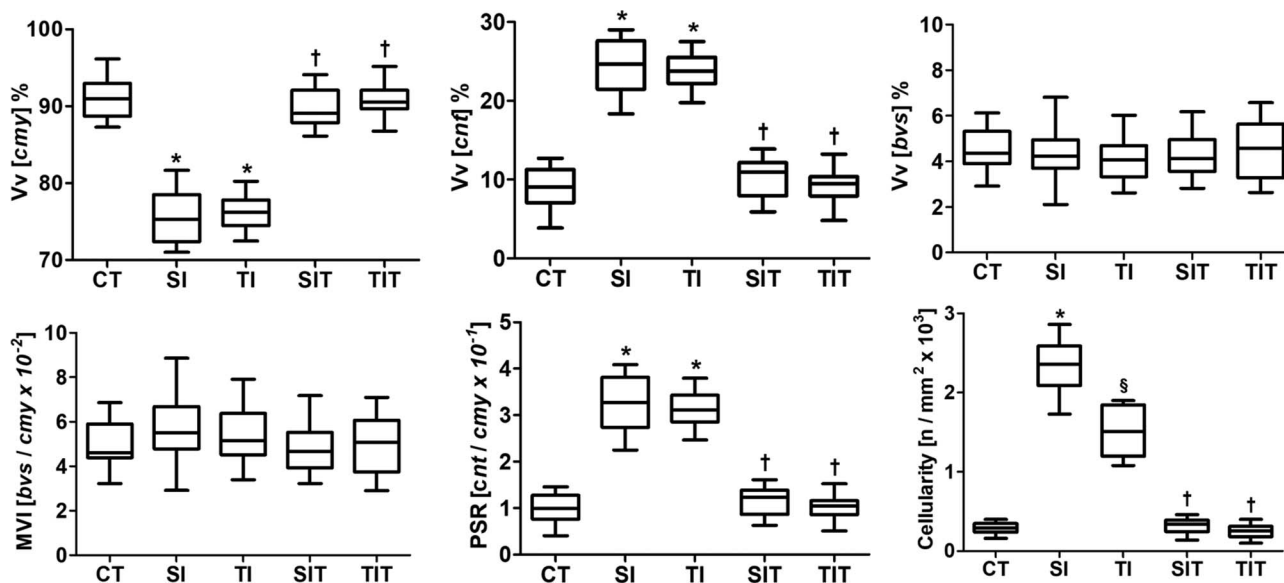 Vv [cmy] %
100
90
80
70
* * † †
CT SI TI SIT TIT
Vv [cnt] %
30
20
10
0
* * † †
CT SI TI SIT TIT
Vv [bvs] %
10
8
6
4
2
0
CT SI TI SIT TIT
MVI [bvs / cmy x 10⁻²]
10
8
6
4
2
0
CT SI TI SIT TIT
PSR [cnt / cmy x 10⁻¹]
5
4
3
2
1
0
* * † †
CT SI TI SIT TIT
Cellularity [n / mm² x 10³]
3
2
1
0
* § † †
CT SI TI SIT TIT